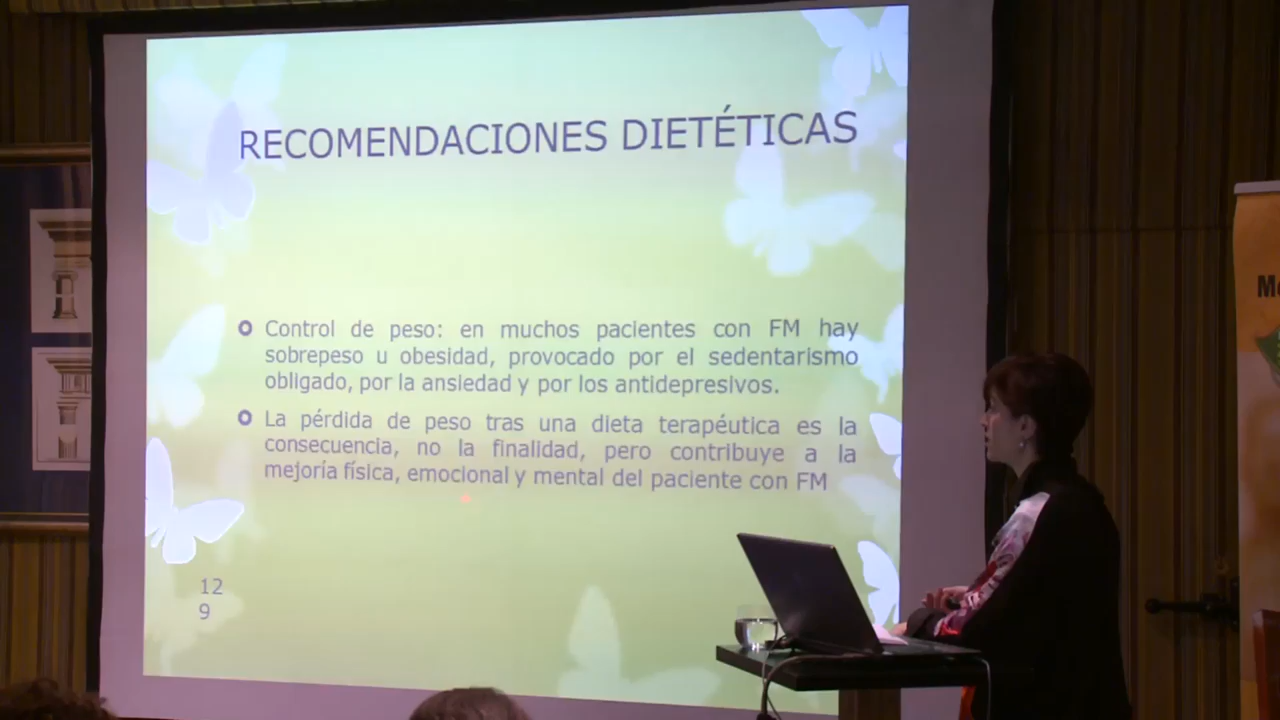 RECOMENDACIONES DIETÉTICAS
Control de peso: en muchos pacientes con FM hay
sobrepeso u obesidad, provocado por el sedentarismo
obligado, por la ansiedad y por los antidepresivos.
La pérdida de peso tras una dieta terapéutica es la
consecuencia, no la finalidad, pero contribuye a la
mejoría física, emocional y mental del paciente con FM
12
9